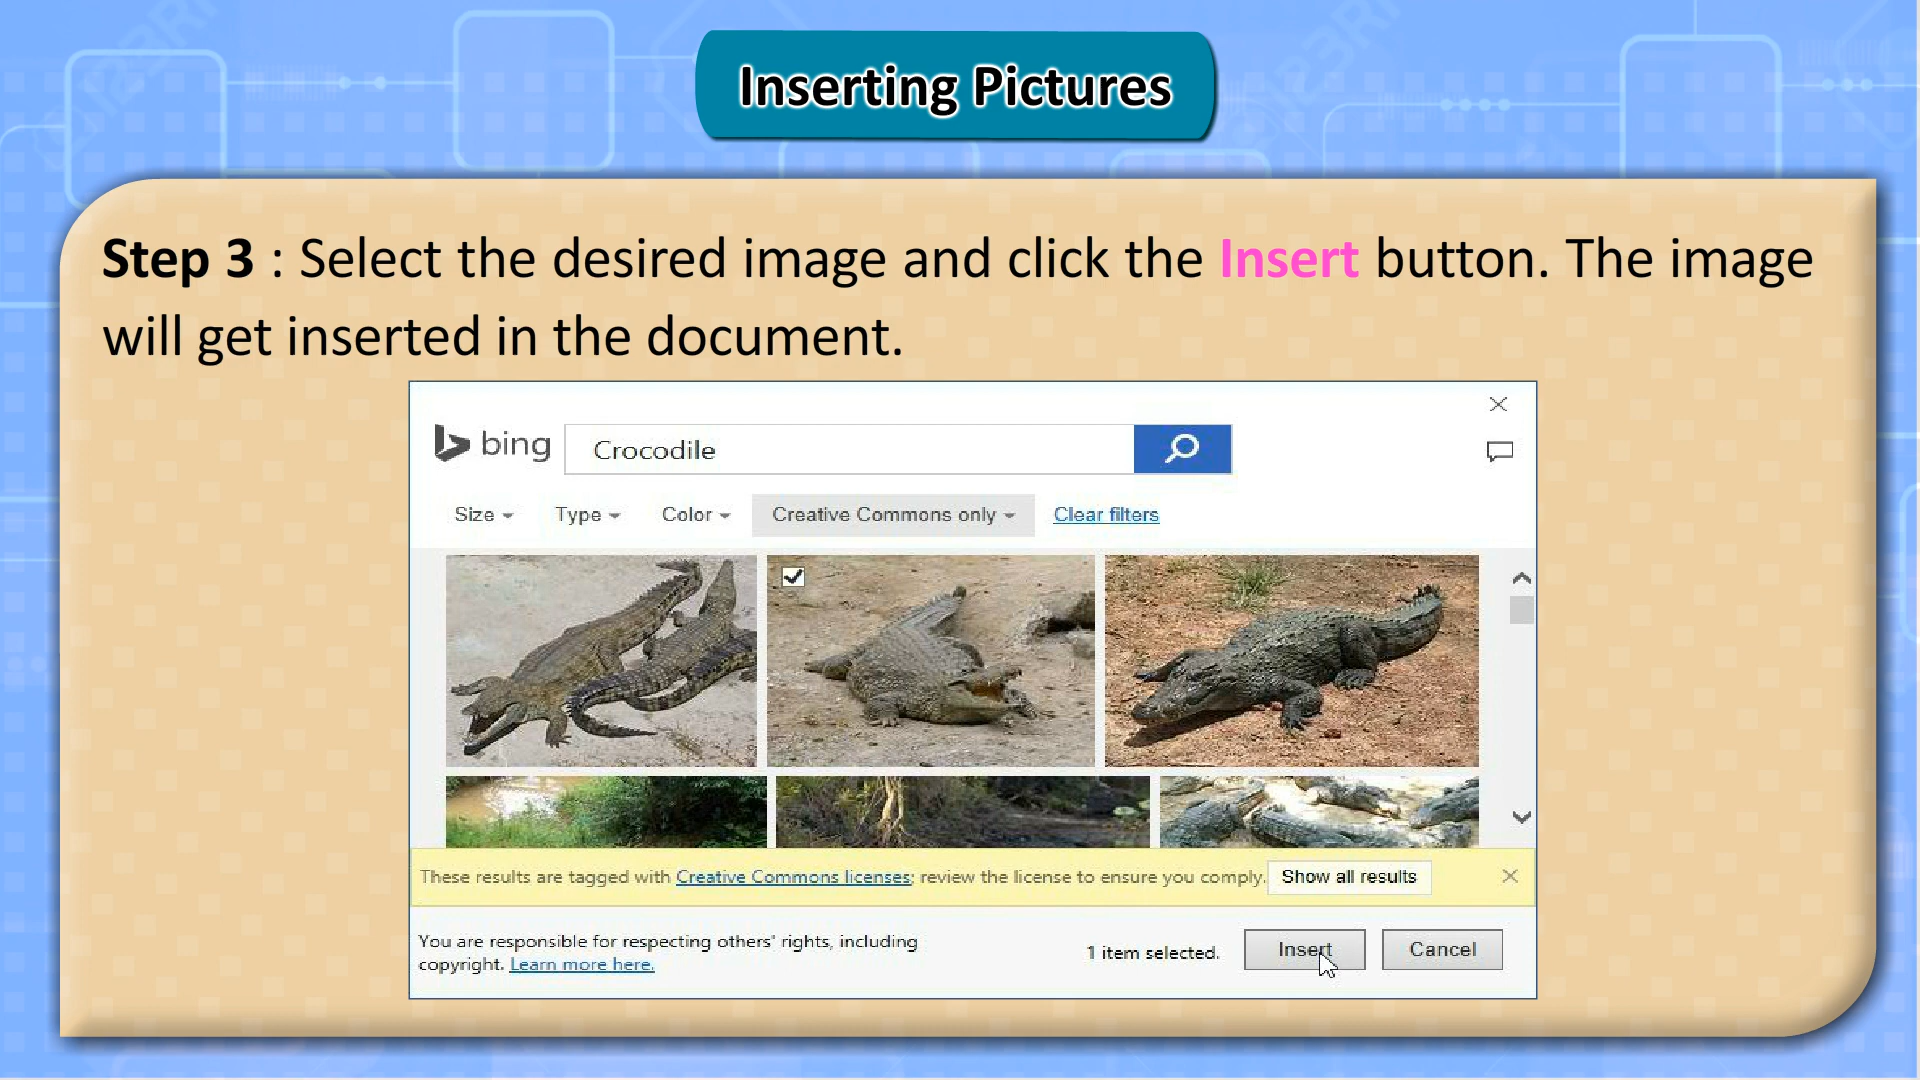 Inserting Pictures
Step 3 : Select the desired image and click the Insert button. The image
will get inserted in the document.
bing
Crocodile
Size Type Color Creative Commons only Clear filters
These results are tagged with Creative Commons licenses; review the license to ensure you comply. Show all results
You are responsible for respecting others' rights, including
copyright. Learn more here.
1 item selected. Insert Cancel